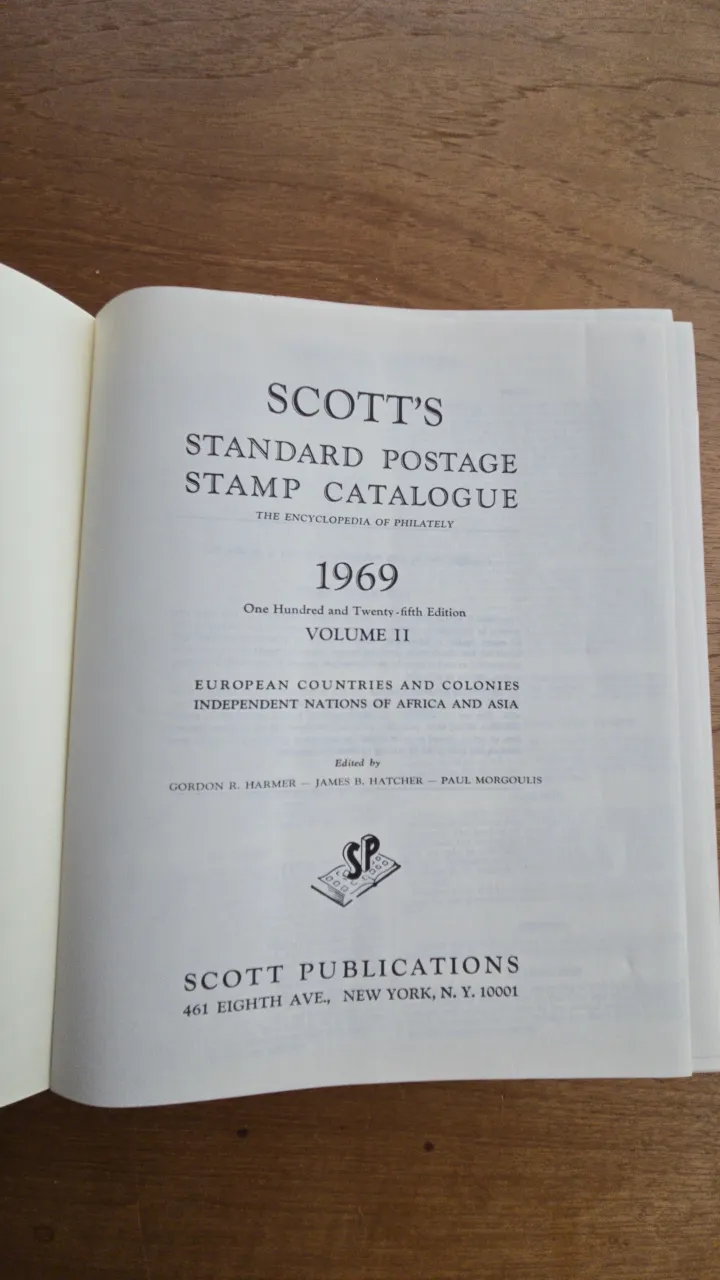 SCOTT'S
STANDARD POSTAGE
STAMP CATALOGUE
THE ENCYCLOPEDIA OF PHILATELY
1969
One Hundred and Twenty-fifth Edition
VOLUME II
EUROPEAN COUNTRIES AND COLONIES
INDEPENDENT NATIONS OF AFRICA AND ASIA
Edited by
GORDON R. HARMER — JAMES B. HATCHER — PAUL MORGOULIS
SP
SCOTT PUBLICATIONS
461 EIGHTH AVE., NEW YORK, N. Y. 10001